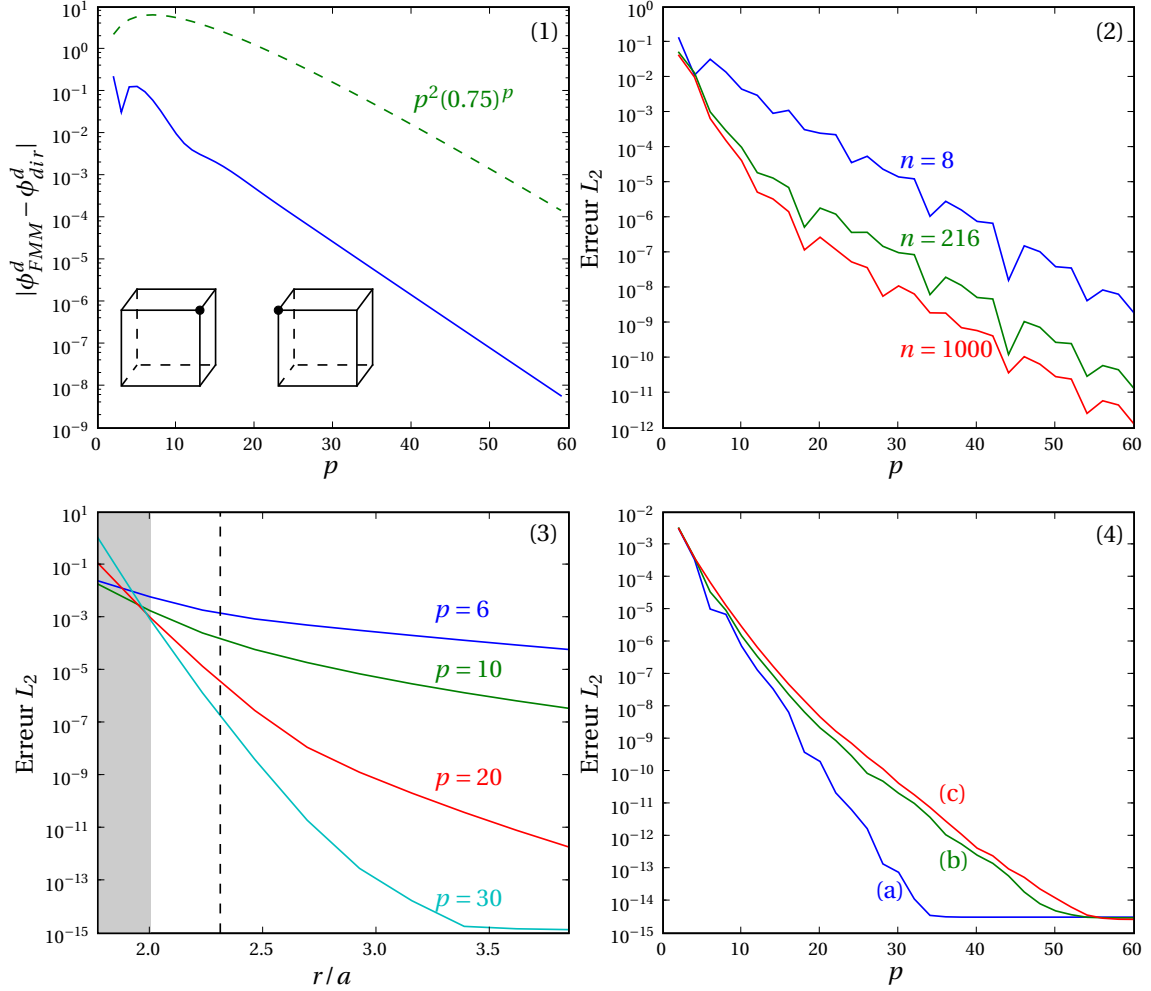 (1)
|ϕ^d_{FMM} − ϕ^d_{dir}|
10^1
10^0
10^{-1}
10^{-2}
10^{-3}
10^{-4}
10^{-5}
10^{-6}
10^{-7}
10^{-8}
10^{-9}
p^2(0.75)^p
0 10 20 30 40 50 60
p
(2)
Erreur L_2
10^{-1}
10^{-2}
10^{-3}
10^{-4}
10^{-5}
10^{-6}
10^{-7}
10^{-8}
10^{-9}
10^{-10}
10^{-11}
10^{-12}
n = 8
n = 216
n = 1000
0 10 20 30 40 50 60
p
(3)
Erreur L_2
10^1
10^{-1}
10^{-3}
10^{-5}
10^{-7}
10^{-9}
10^{-11}
10^{-13}
10^{-15}
p = 6
p = 10
p = 20
p = 30
2.0 2.5 3.0 3.5
r/a
(4)
Erreur L_2
10^{-2}
10^{-3}
10^{-4}
10^{-5}
10^{-6}
10^{-7}
10^{-8}
10^{-9}
10^{-10}
10^{-11}
10^{-12}
10^{-13}
10^{-14}
10^{-15}
(c)
(b)
(a)
0 10 20 30 40 50 60
p